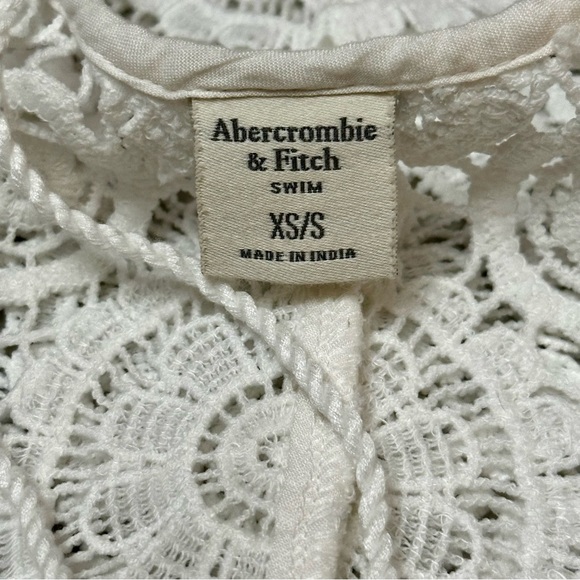 Abercrombie
& Fitch
SWIM
XS/S
MADE IN INDIA